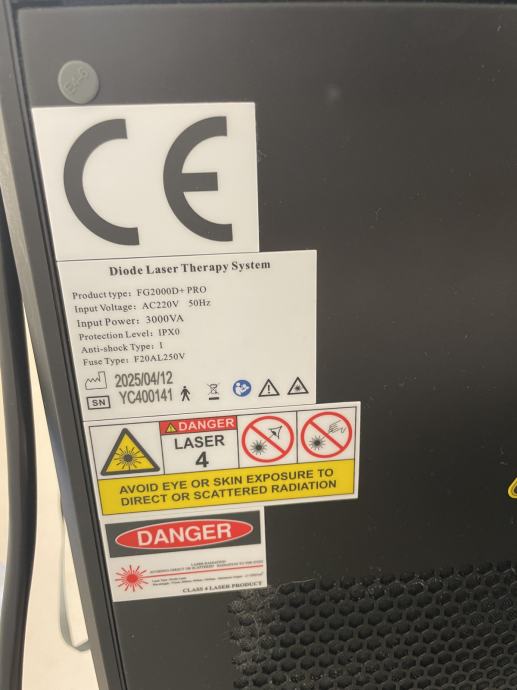 CE
Diode Laser Therapy System
Product type: FG2000D+ PRO
Input Voltage: AC220V 50Hz
Input Power: 3000VA
Protection Level: IPX0
Anti-shock Type: I
Fuse Type: F20AL250V
2025/04/12
SN YC400141
DANGER
LASER
4
AVOID EYE OR SKIN EXPOSURE TO
DIRECT OR SCATTERED RADIATION
DANGER
LASER RADIATION
CLASS 4 LASER PRODUCT